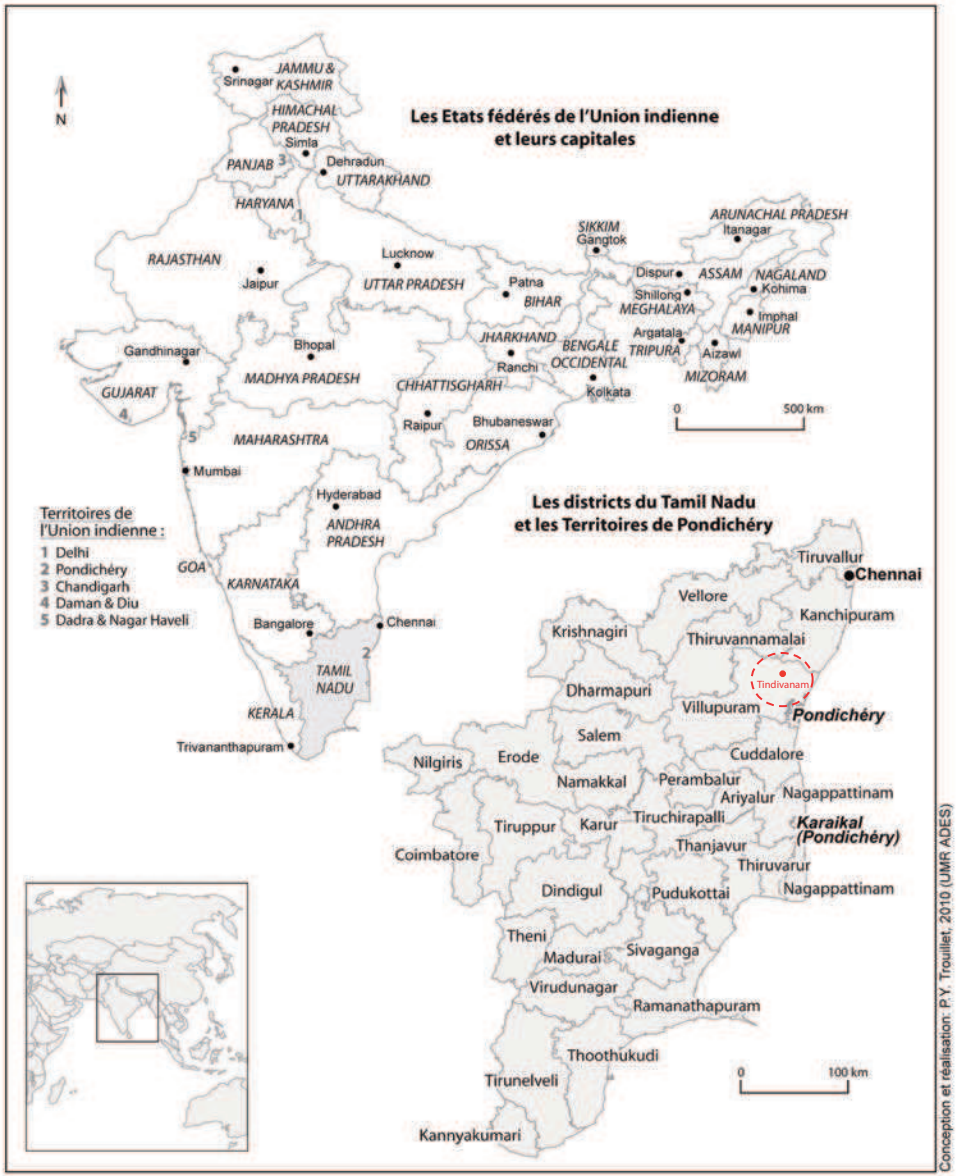 N
Les Etats fédérés de l'Union indienne
et leurs capitales
Srinagar
JAMMU &
KASHMIR
HIMACHAL
PRADESH
Simla
PANJAB
3
Dehradun
UTTARAKHAND
HARYANA
1
RAJASTHAN
Jaipur
Lucknow
UTTAR PRADESH
Patna
BIHAR
SIKKIM
Gangtok
ARUNACHAL PRADESH
Itanagar
Dispur
ASSAM
NAGALAND
Kohima
Shillong
MEGHALAYA
Imphal
MANIPUR
Argatala
TRIPURA
Aizawl
MIZORAM
Gandhinagar
GUJARAT
4
5
Bhopal
MADHYA PRADESH
JHARKHAND
Ranchi
BENGALE
OCCIDENTAL
Kolkata
CHHATTISGHARH
Raipur
Bhubaneswar
ORISSA
0
500 km
MAHARASHTRA
Mumbai
Hyderabad
ANDHRA
PRADESH
GOA
KARNATAKA
Bangalore
Chennai
2
TAMIL
NADU
KERALA
Trivananthapuram
Territoires de
l'Union indienne :
1 Delhi
2 Pondichéry
3 Chandigarh
4 Daman & Diu
5 Dadra & Nagar Haveli
Les districts du Tamil Nadu
et les Territoires de Pondichéry
Tiruvallur
Chennai
Vellore
Kanchipuram
Krishnagiri
Thiruvannamalai
Tindivanam
Dharmapuri
Villupuram
Pondichéry
Salem
Cuddalore
Nilgiris
Erode
Namakkal
Perambalur
Ariyalur
Nagappattinam
Tiruppur
Karur
Tiruchirapalli
Karaikal
(Pondichéry)
Coimbatore
Thanjavur
Thiruvarur
Dindigul
Pudukottai
Nagappattinam
Theni
Madurai
Sivaganga
Virudunagar
Ramanathapuram
Thoothukudi
Tirunelveli
Kannyakumari
0
100 km
Conception et réalisation: P.Y. Trouillet, 2010 (UMR ADES)